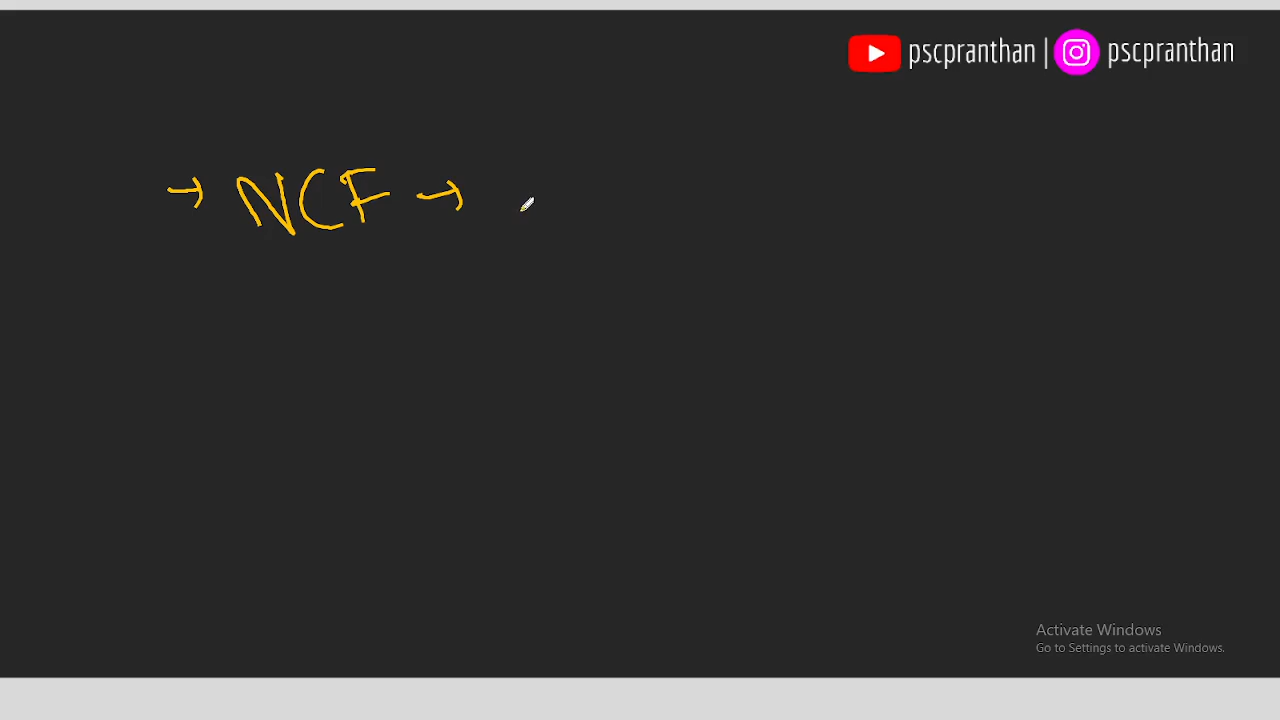 pscpranthan | pscpranthan
→ NCF →
Activate Windows
Go to Settings to activate Windows.